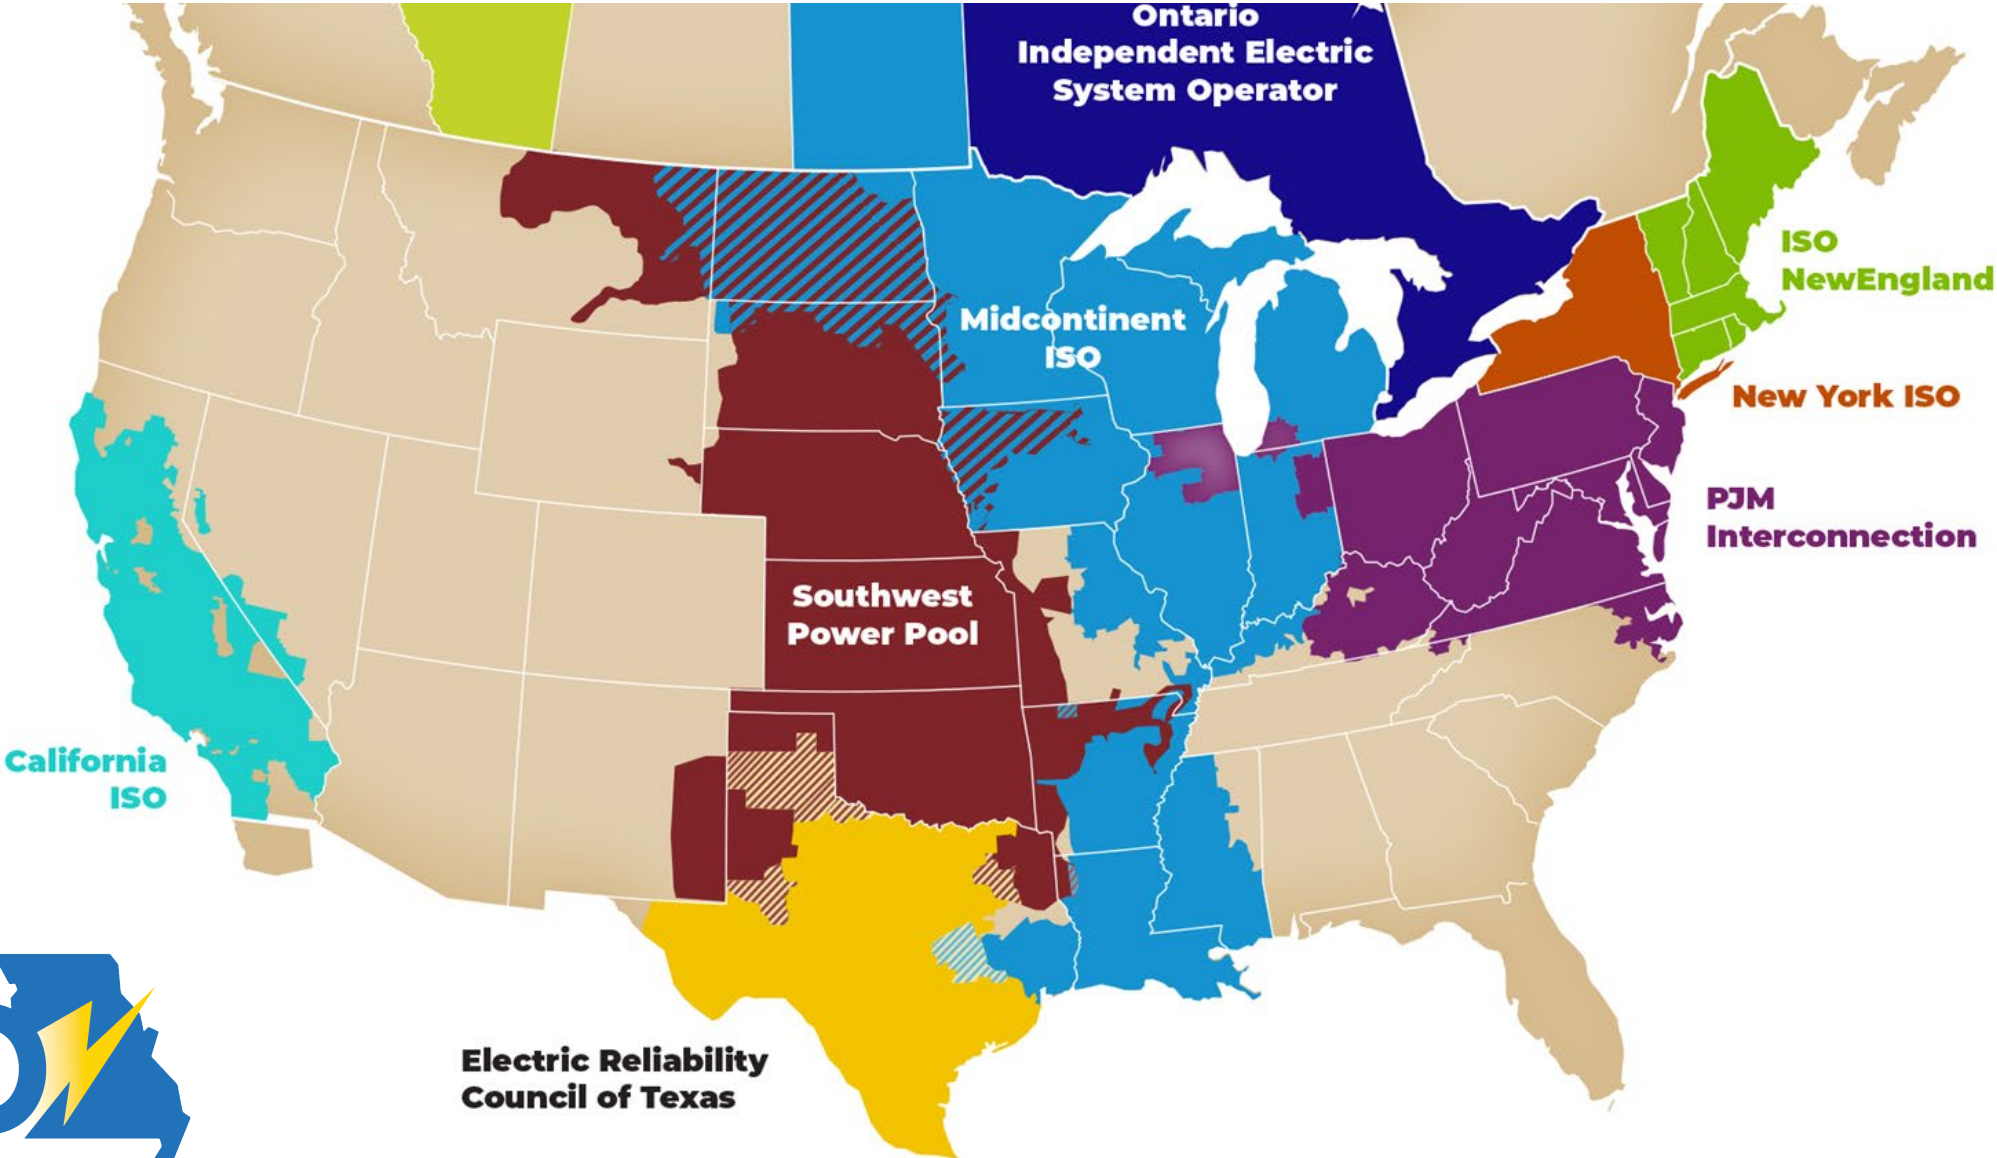 Ontario
Independent Electric
System Operator
ISO
NewEngland
Midcontinent
ISO
New York ISO
PJM
Interconnection
Southwest
Power Pool
California
ISO
Electric Reliability
Council of Texas